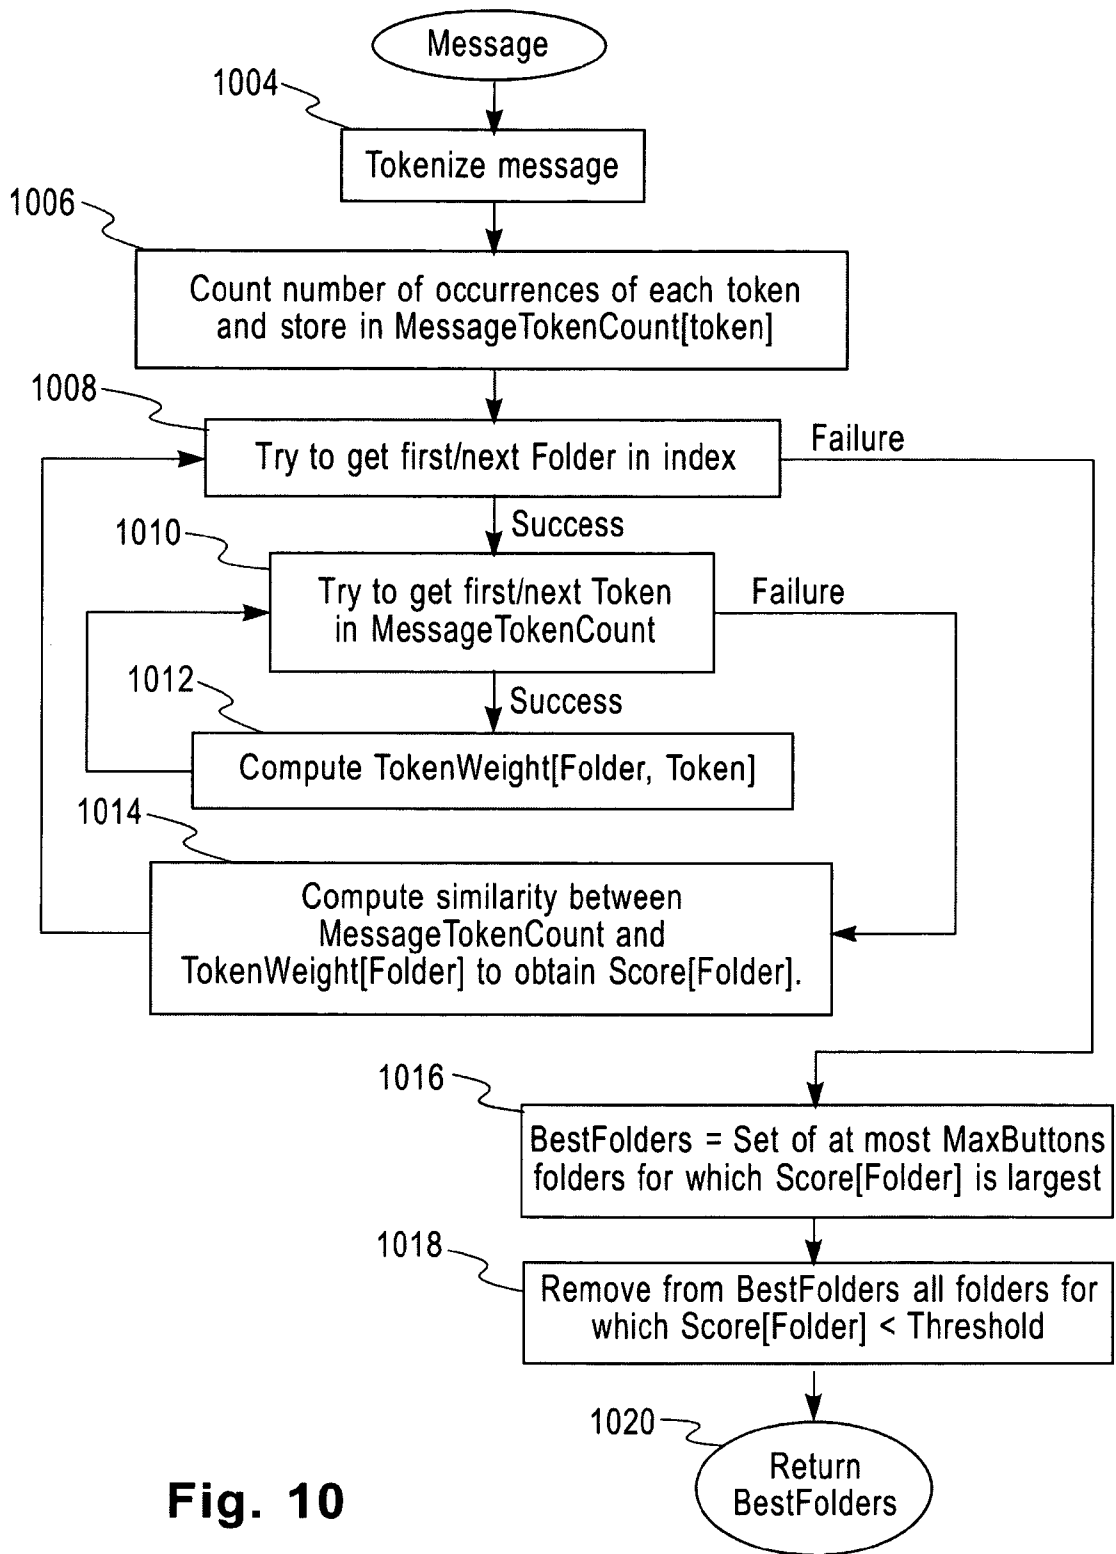 Message
1004
Tokenize message
1006
Count number of occurrences of each token
and store in MessageTokenCount[token]
1008
Try to get first/next Folder in index
Failure
Success
1010
Try to get first/next Token
in MessageTokenCount
Failure
Success
1012
Compute TokenWeight[Folder, Token]
1014
Compute similarity between
MessageTokenCount and
TokenWeight[Folder] to obtain Score[Folder].
1016
BestFolders = Set of at most MaxButtons
folders for which Score[Folder] is largest
1018
Remove from BestFolders all folders for
which Score[Folder] < Threshold
1020
Return
BestFolders
Fig. 10